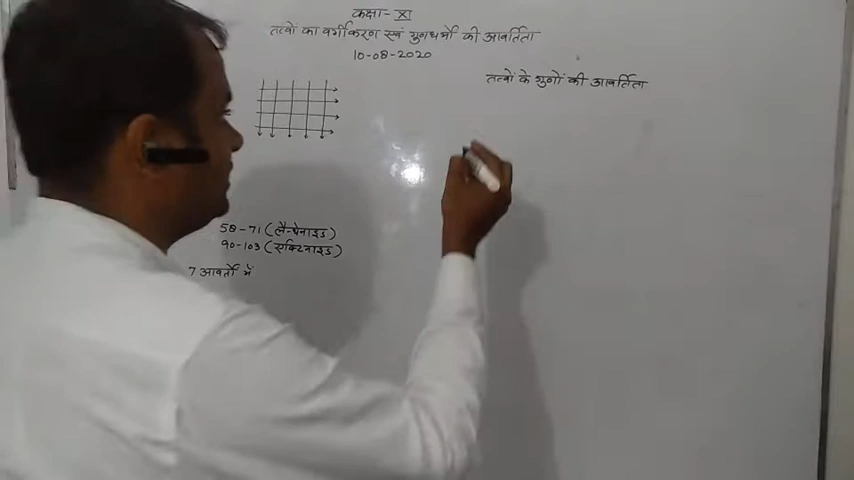 कक्षा- XI
तत्वों का वर्गीकरण एवं गुणधर्मों की आवर्तिता
10-08-2020
तत्वों के गुणों की आवर्तिता
58-71 (लैन्थेनाइड)
90-103 (एक्टिनाइड)
7 आवर्तों में